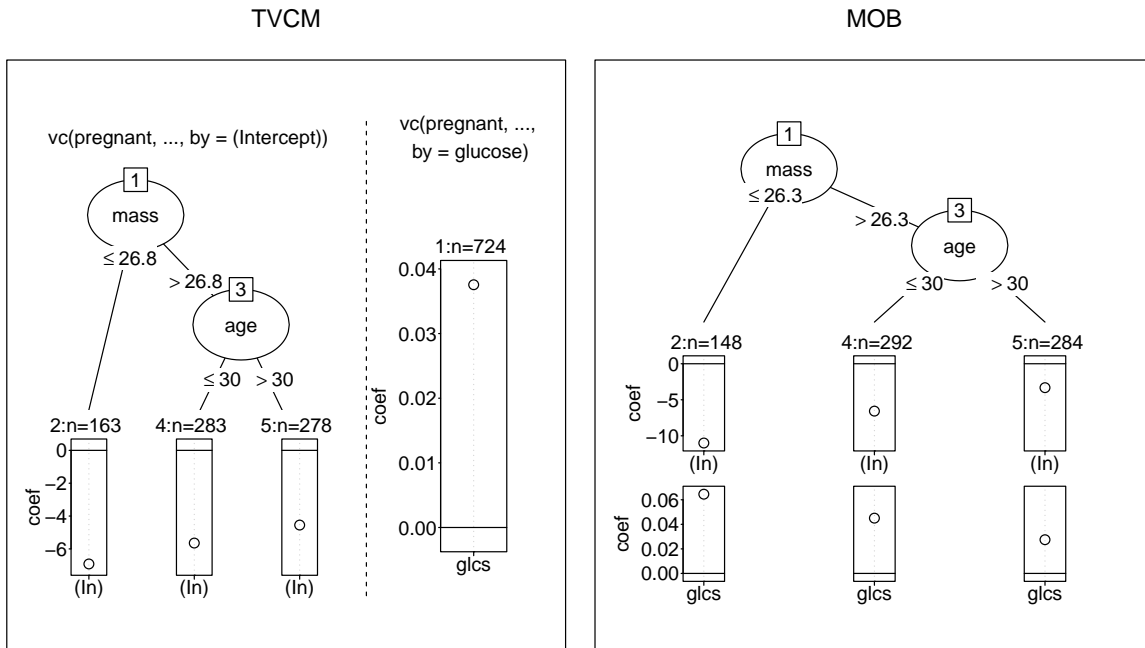 TVCM
MOB
vc(pregnant, ..., by = (Intercept))
1
mass
≤ 26.8
> 26.8
3
age
≤ 30
> 30
2:n=163
4:n=283
5:n=278
coef
0
−2
−4
−6
(In)
(In)
(In)
vc(pregnant, ...,
by = glucose)
1:n=724
coef
0.04
0.03
0.02
0.01
0.00
glcs
1
mass
≤ 26.3
> 26.3
3
age
≤ 30
> 30
2:n=148
4:n=292
5:n=284
coef
0
−5
−10
(In)
(In)
(In)
coef
0.06
0.04
0.02
0.00
glcs
glcs
glcs